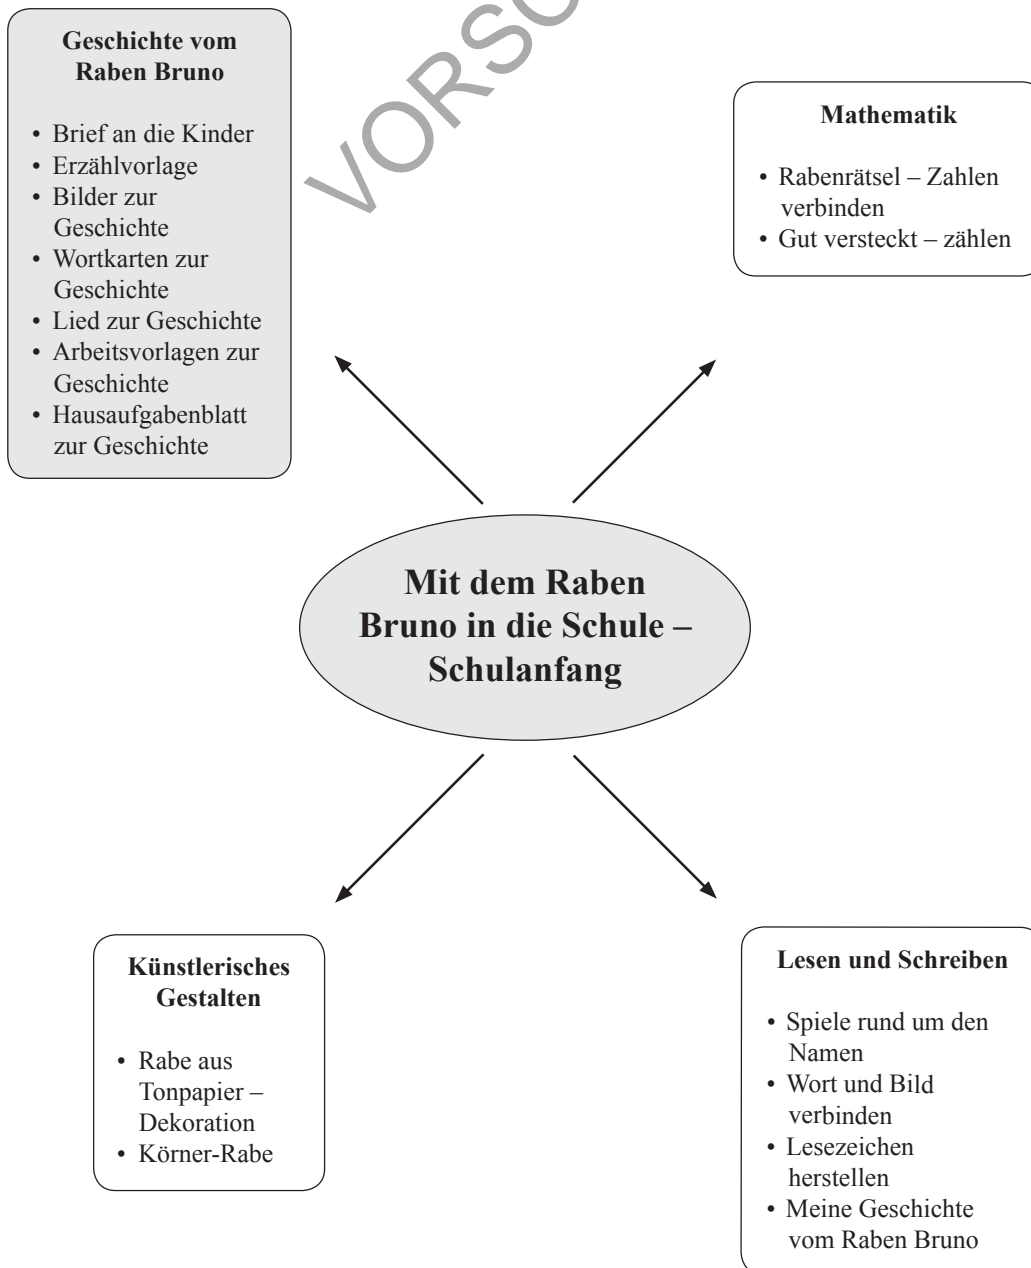 Geschichte vom
Raben Bruno
• Brief an die Kinder
• Erzählvorlage
• Bilder zur
Geschichte
• Wortkarten zur
Geschichte
• Lied zur Geschichte
• Arbeitsvorlagen zur
Geschichte
• Hausaufgabenblatt
zur Geschichte
VORSC
Mathematik
• Rabenrätsel – Zahlen
verbinden
• Gut versteckt – zählen
Mit dem Raben
Bruno in die Schule –
Schulanfang
Künstlerisches
Gestalten
• Rabe aus
Tonpapier –
Dekoration
• Körner-Rabe
Lesen und Schreiben
• Spiele rund um den
Namen
• Wort und Bild
verbinden
• Lesezeichen
herstellen
• Meine Geschichte
vom Raben Bruno